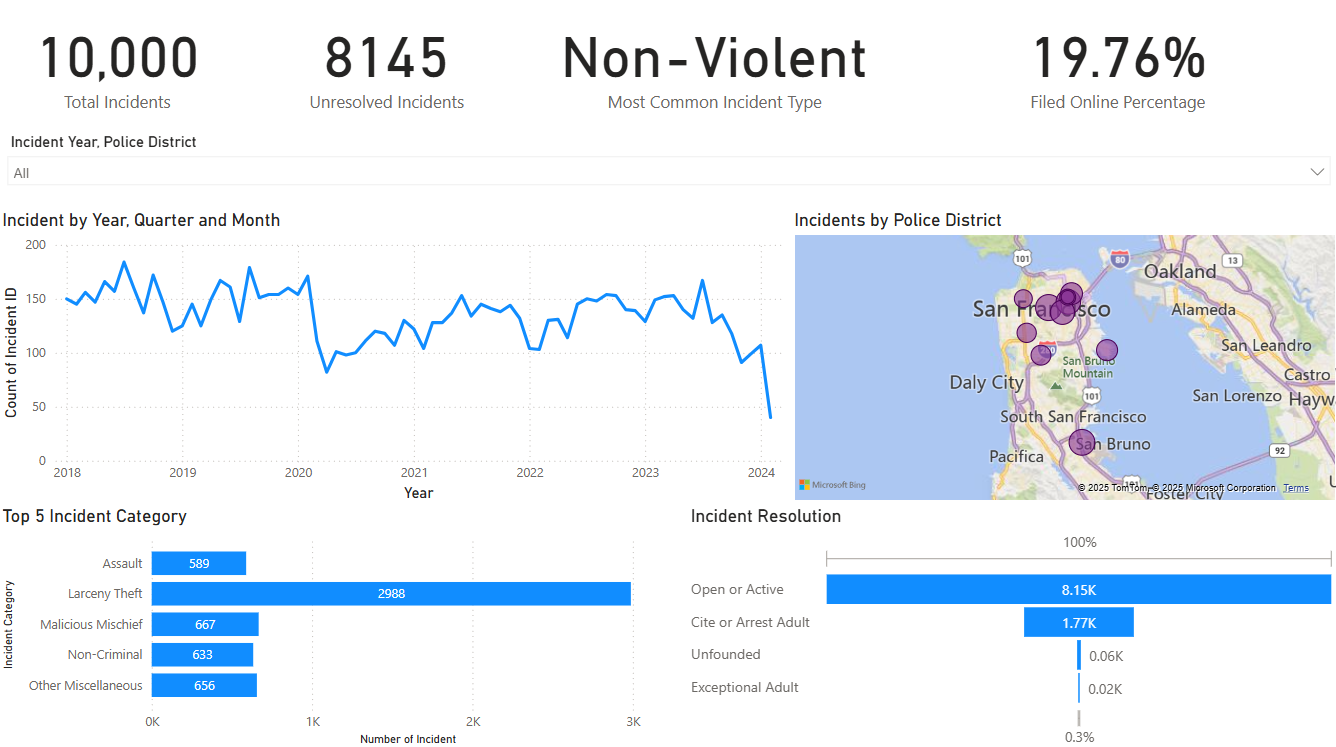 10,000
Total Incidents
8145
Unresolved Incidents
Non-Violent
Most Common Incident Type
19.76%
Filed Online Percentage
Incident Year, Police District
All
Incident by Year, Quarter and Month
Count of Incident ID
200
150
100
50
0
2018 2019 2020 2021 2022 2023 2024
Year
Incidents by Police District
101
80
13
Oakland
San Francisco
Alameda
San Leandro
San Bruno
Mountain
Castro
Daly City
101
San Lorenzo
Hayw
South San Francisco
San Bruno
92
Pacifica
Microsoft Bing
Foster City
© 2025 TomTom, © 2025 Microsoft Corporation Terms
Top 5 Incident Category
Incident Category
Assault 589
Larceny Theft 2988
Malicious Mischief 667
Non-Criminal 633
Other Miscellaneous 656
0K 1K 2K 3K
Number of Incident
Incident Resolution
100%
Open or Active 8.15K
Cite or Arrest Adult 1.77K
Unfounded 0.06K
Exceptional Adult 0.02K
0.3%